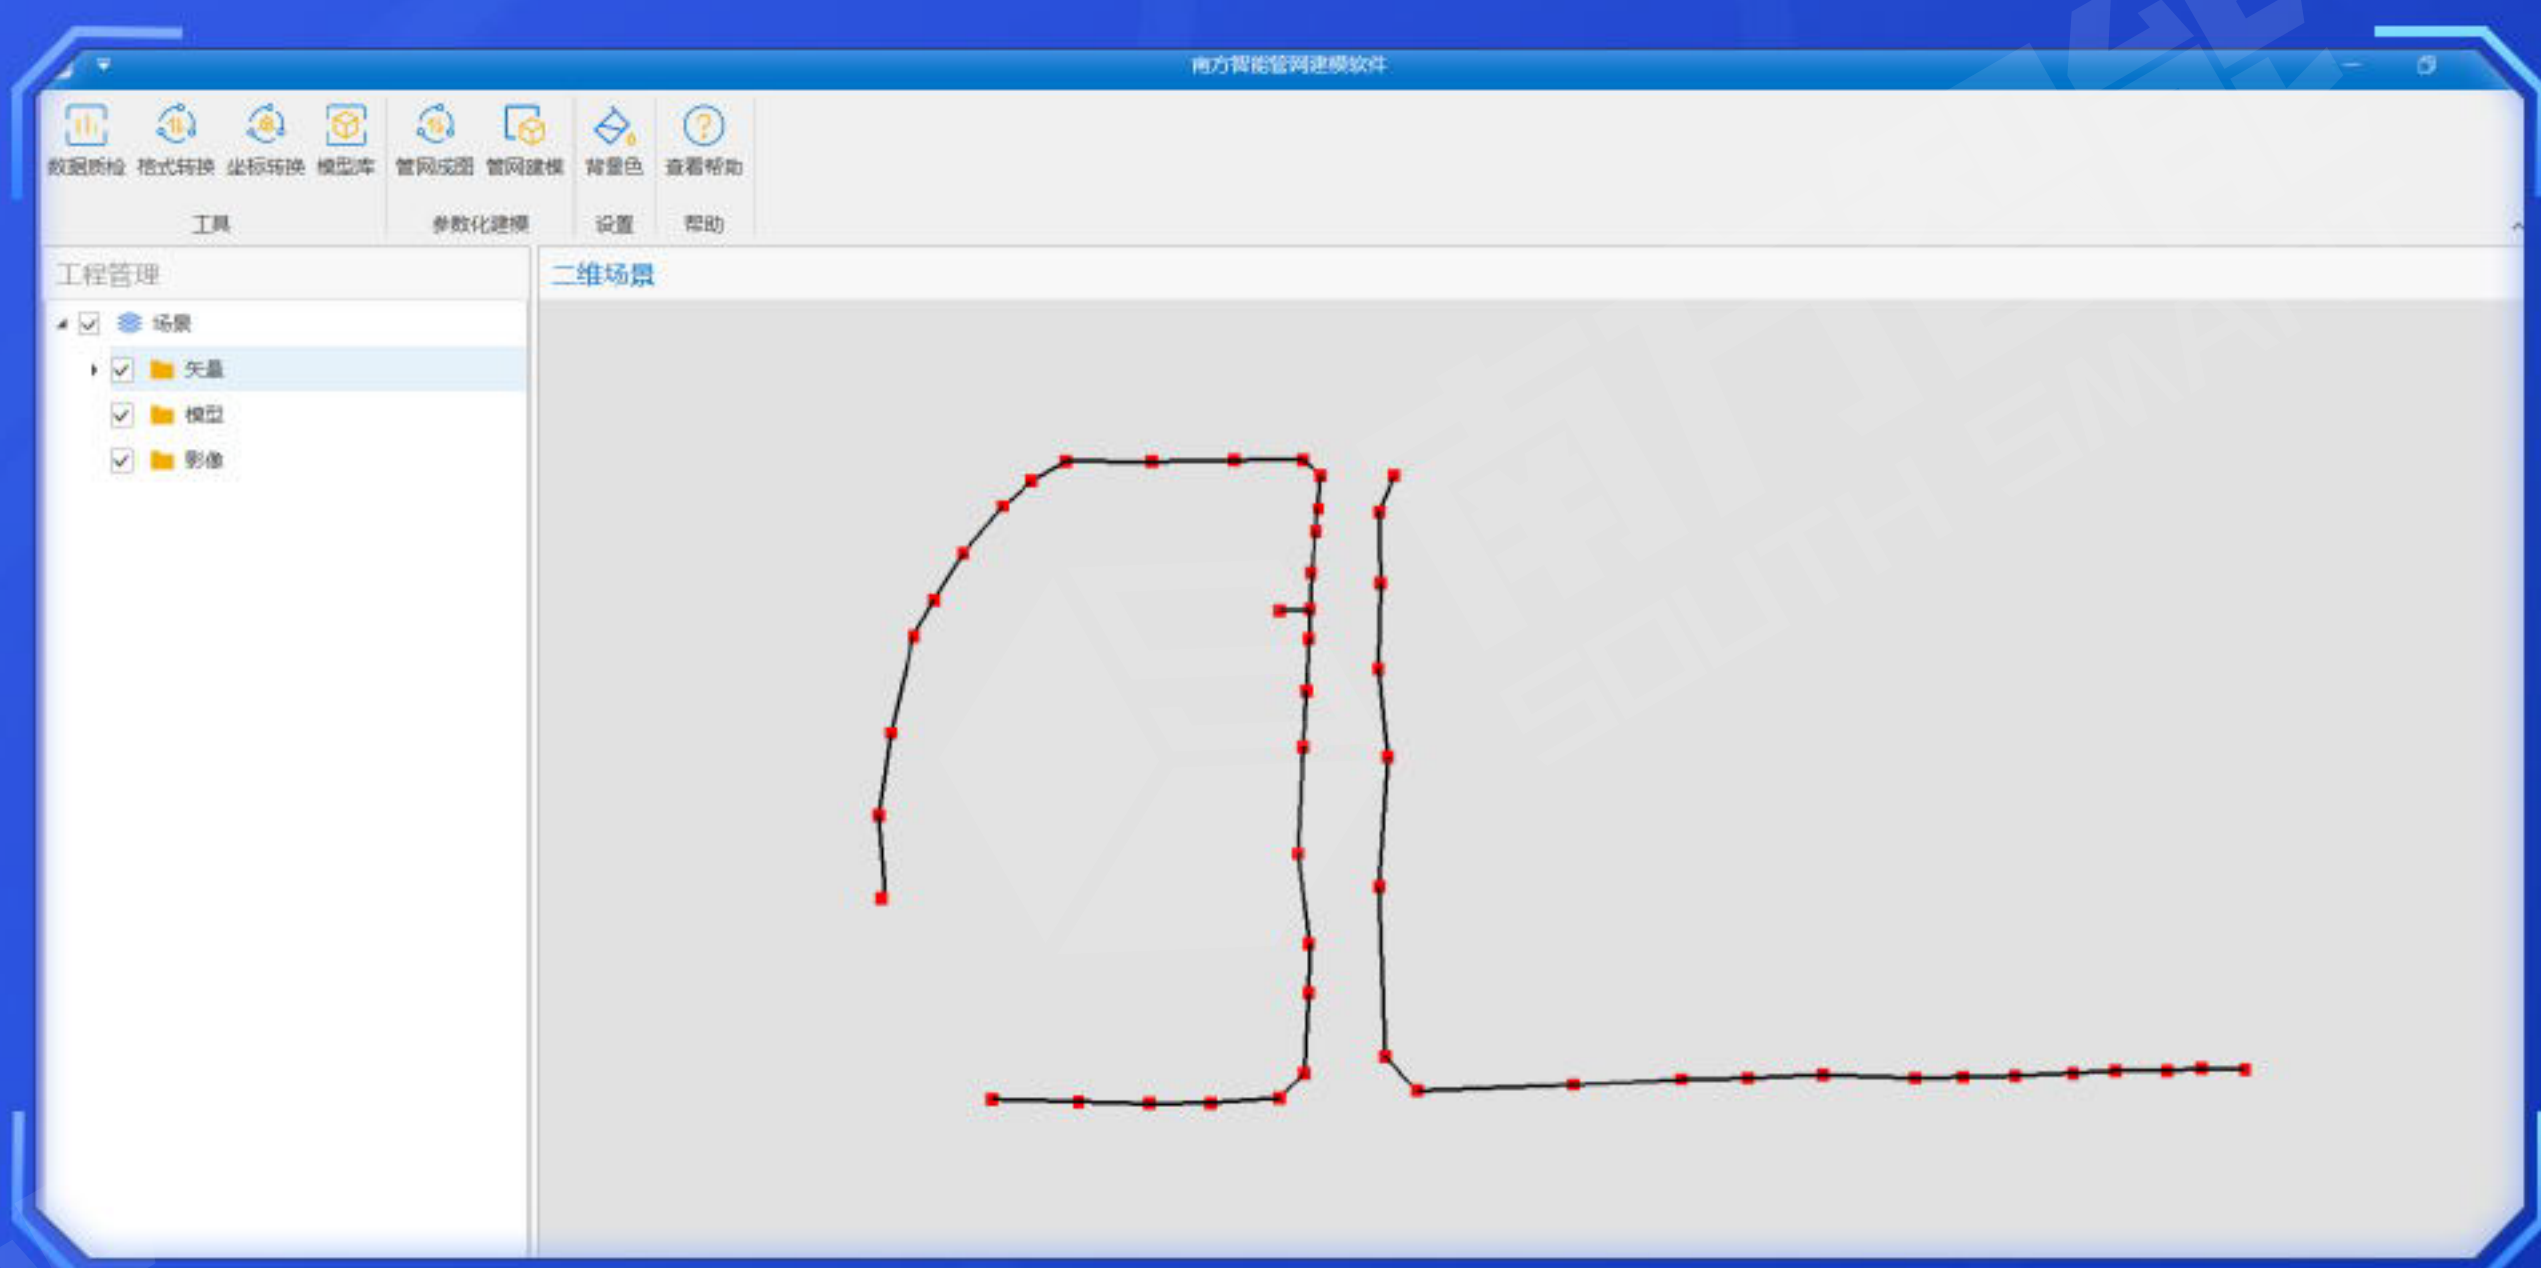 南方智能管网建模软件
数据质检 格式转换 坐标转换 模型库 管网成图 管网建模 背景色 查看帮助
工具 参数化建模 设置 帮助
工程管理
二维场景
场景
矢量
模型
影像
SOUTH SMART